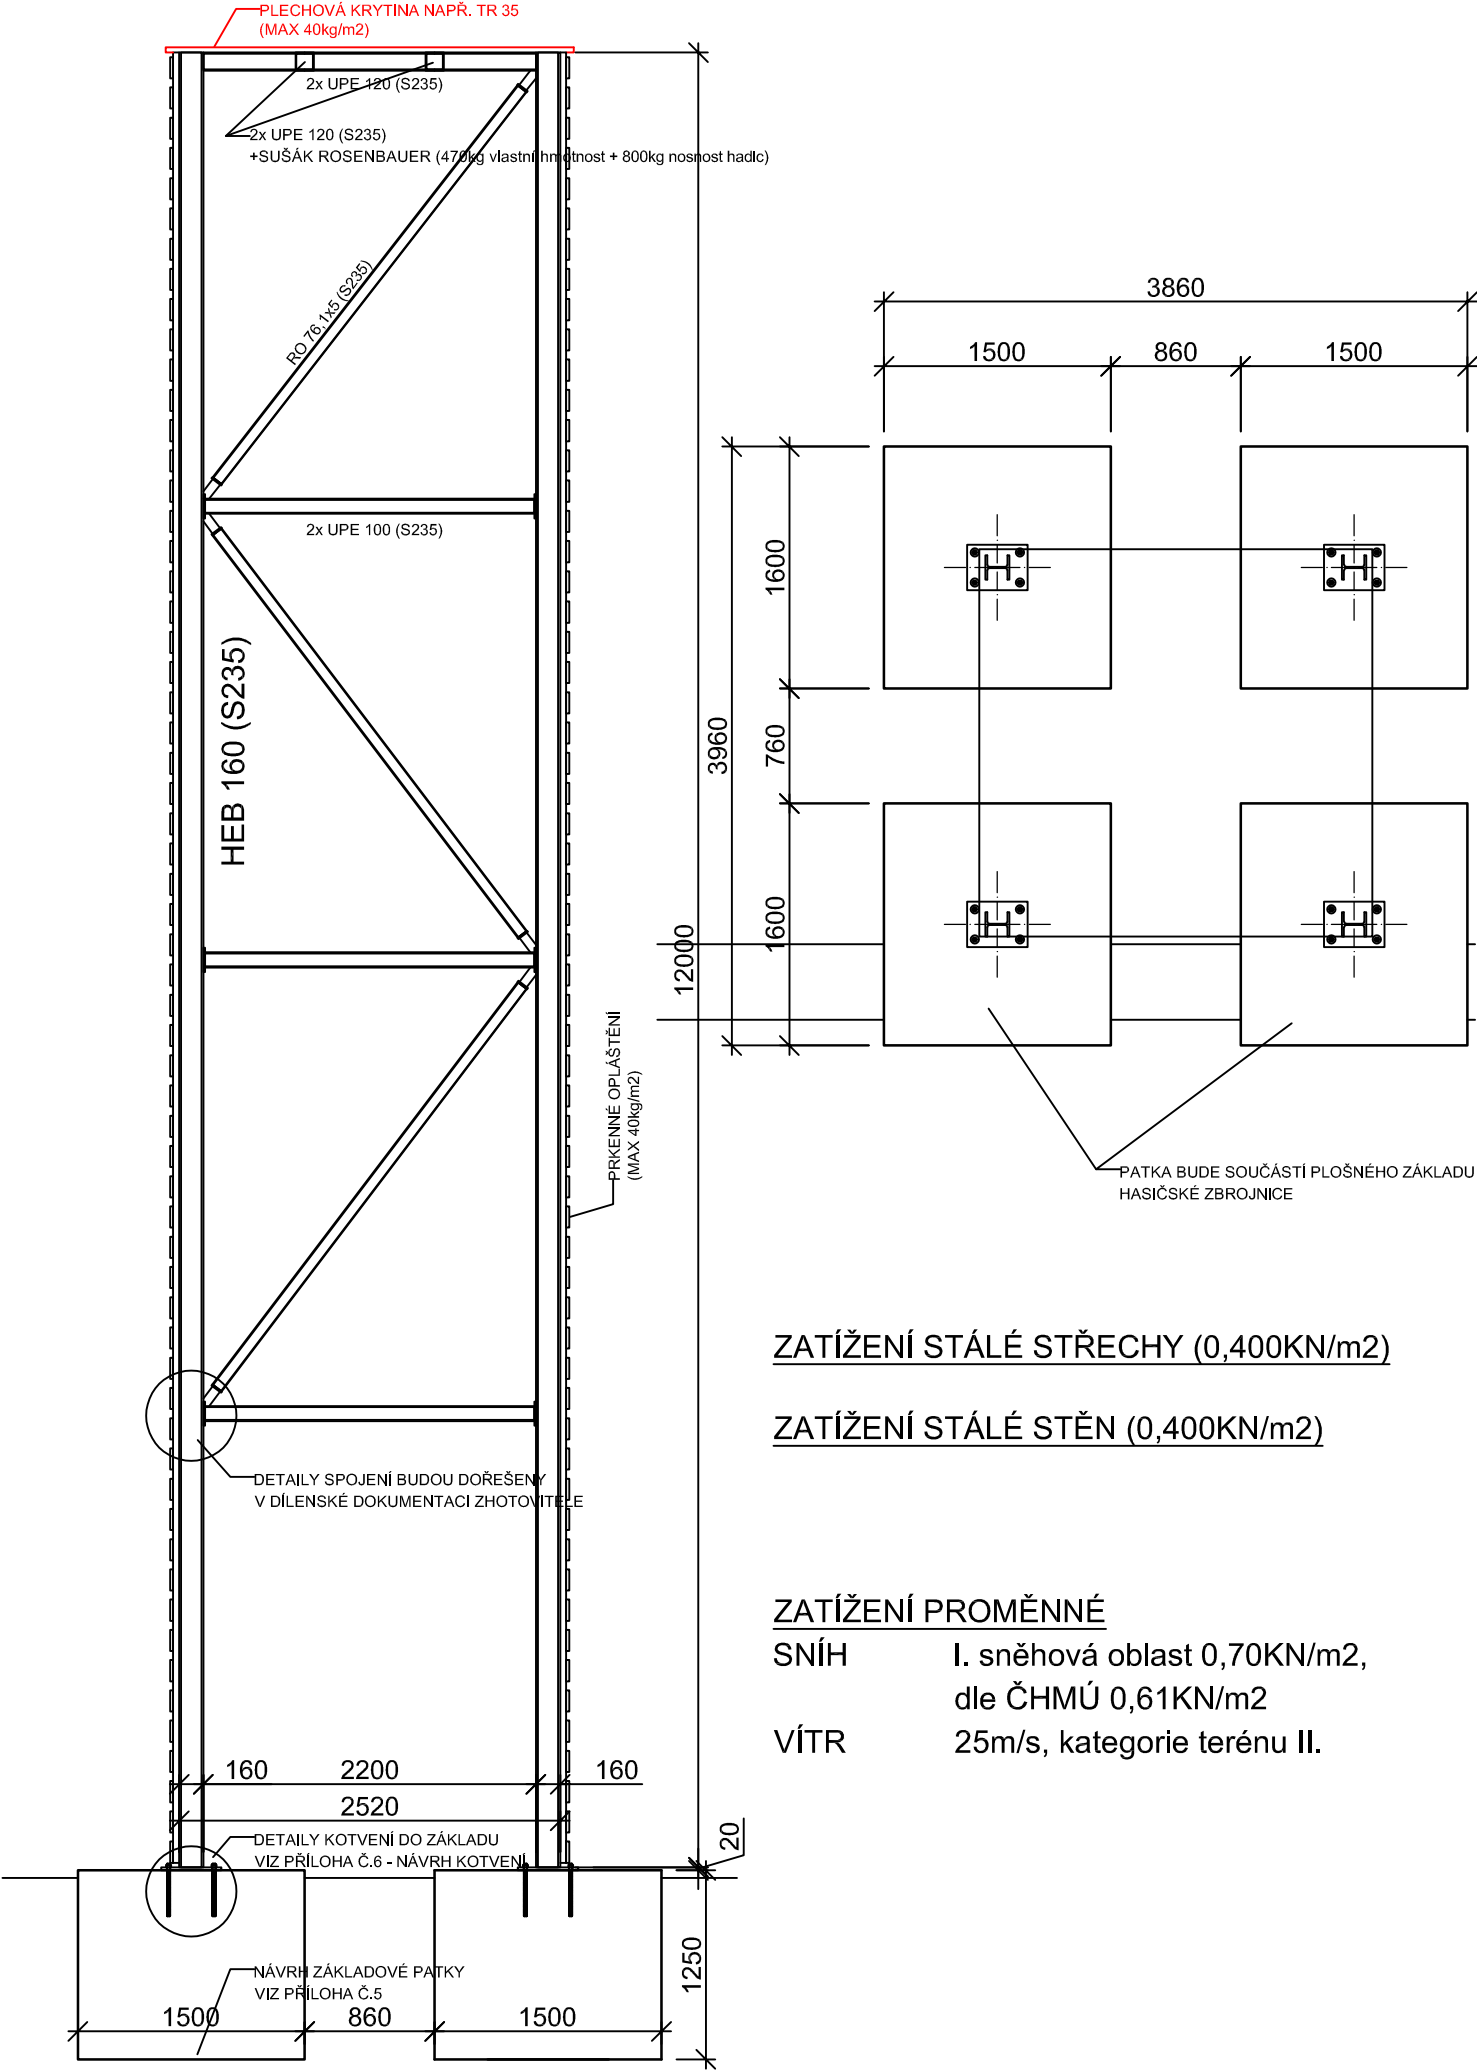 PLECHOVÁ KRYTINA NAPŘ. TR 35
(MAX 40kg/m2)
2x UPE 120 (S235)
2x UPE 120 (S235)
+SUŠÁK ROSENBAUER (470kg vlastní hmotnost + 800kg nosnost hadic)
RO 76,1x5 (S235)
2x UPE 100 (S235)
HEB 160 (S235)
12000
PRKENNÉ OPLÁŠTĚNÍ
(MAX 40kg/m2)
DETAILY SPOJENÍ BUDOU DOŘEŠENY
V DÍLENSKÉ DOKUMENTACI ZHOTOVITELE
160
2200
160
2520
DETAILY KOTVENÍ DO ZÁKLADU
VIZ PŘÍLOHA Č.6 - NÁVRH KOTVENÍ
20
1250
NÁVRH ZÁKLADOVÉ PATKY
VIZ PŘÍLOHA Č.5
1500
860
1500
3860
1500
860
1500
1600
760
1600
3960
PATKA BUDE SOUČÁSTÍ PLOŠNÉHO ZÁKLADU
HASIČSKÉ ZBROJNICE
ZATÍŽENÍ STÁLÉ STŘECHY (0,400KN/m2)
ZATÍŽENÍ STÁLÉ STĚN (0,400KN/m2)
ZATÍŽENÍ PROMĚNNÉ
SNÍH I. sněhová oblast 0,70KN/m2,
dle ČHMÚ 0,61KN/m2
VÍTR 25m/s, kategorie terénu II.